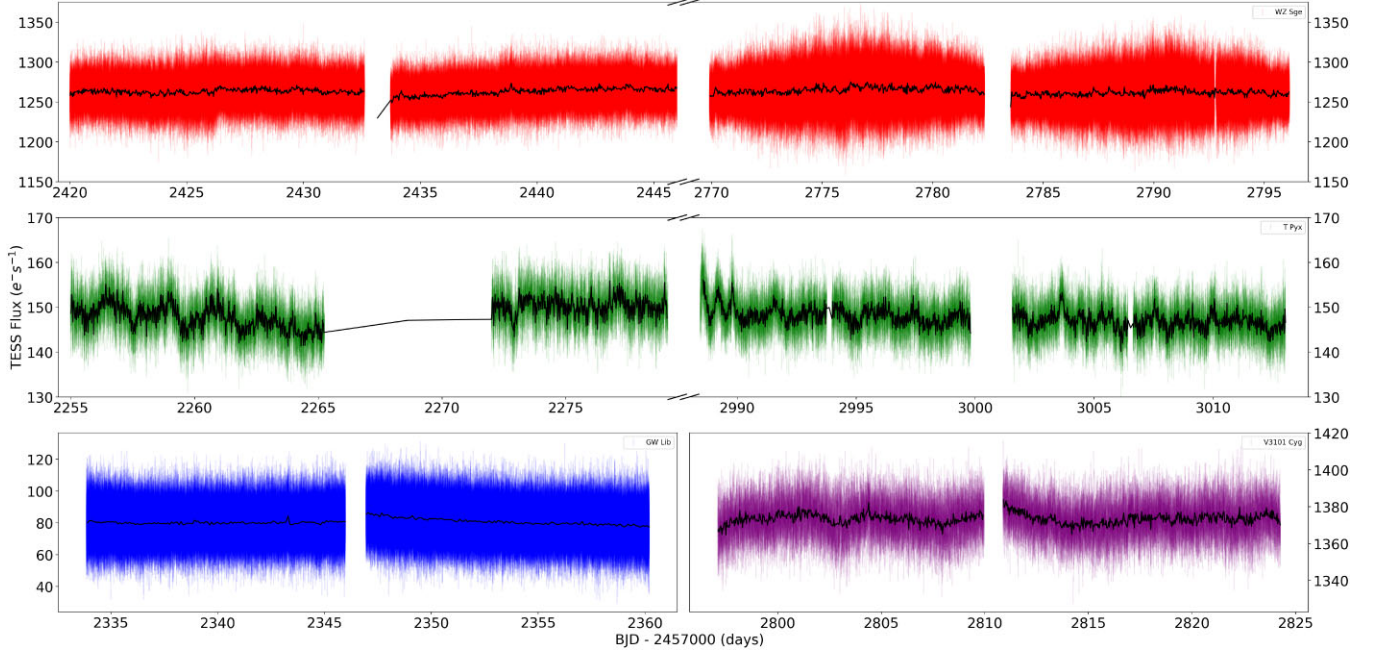 1350 WZ Sge 1350
1300 1300
1250 1250
1200 1200
1150 1150
2420 2425 2430 2435 2440 2445 2770 2775 2780 2785 2790 2795
170 T Pyx 170
160 160
150 150
140 140
130 130
2255 2260 2265 2270 2275 2990 2995 3000 3005 3010
TESS Flux (e⁻s⁻¹)
GW Lib V3101 Cyg 1420
120
100 1400
80 1380
60 1360
40 1340
2335 2340 2345 2350 2355 2360 2800 2805 2810 2815 2820 2825
BJD - 2457000 (days)